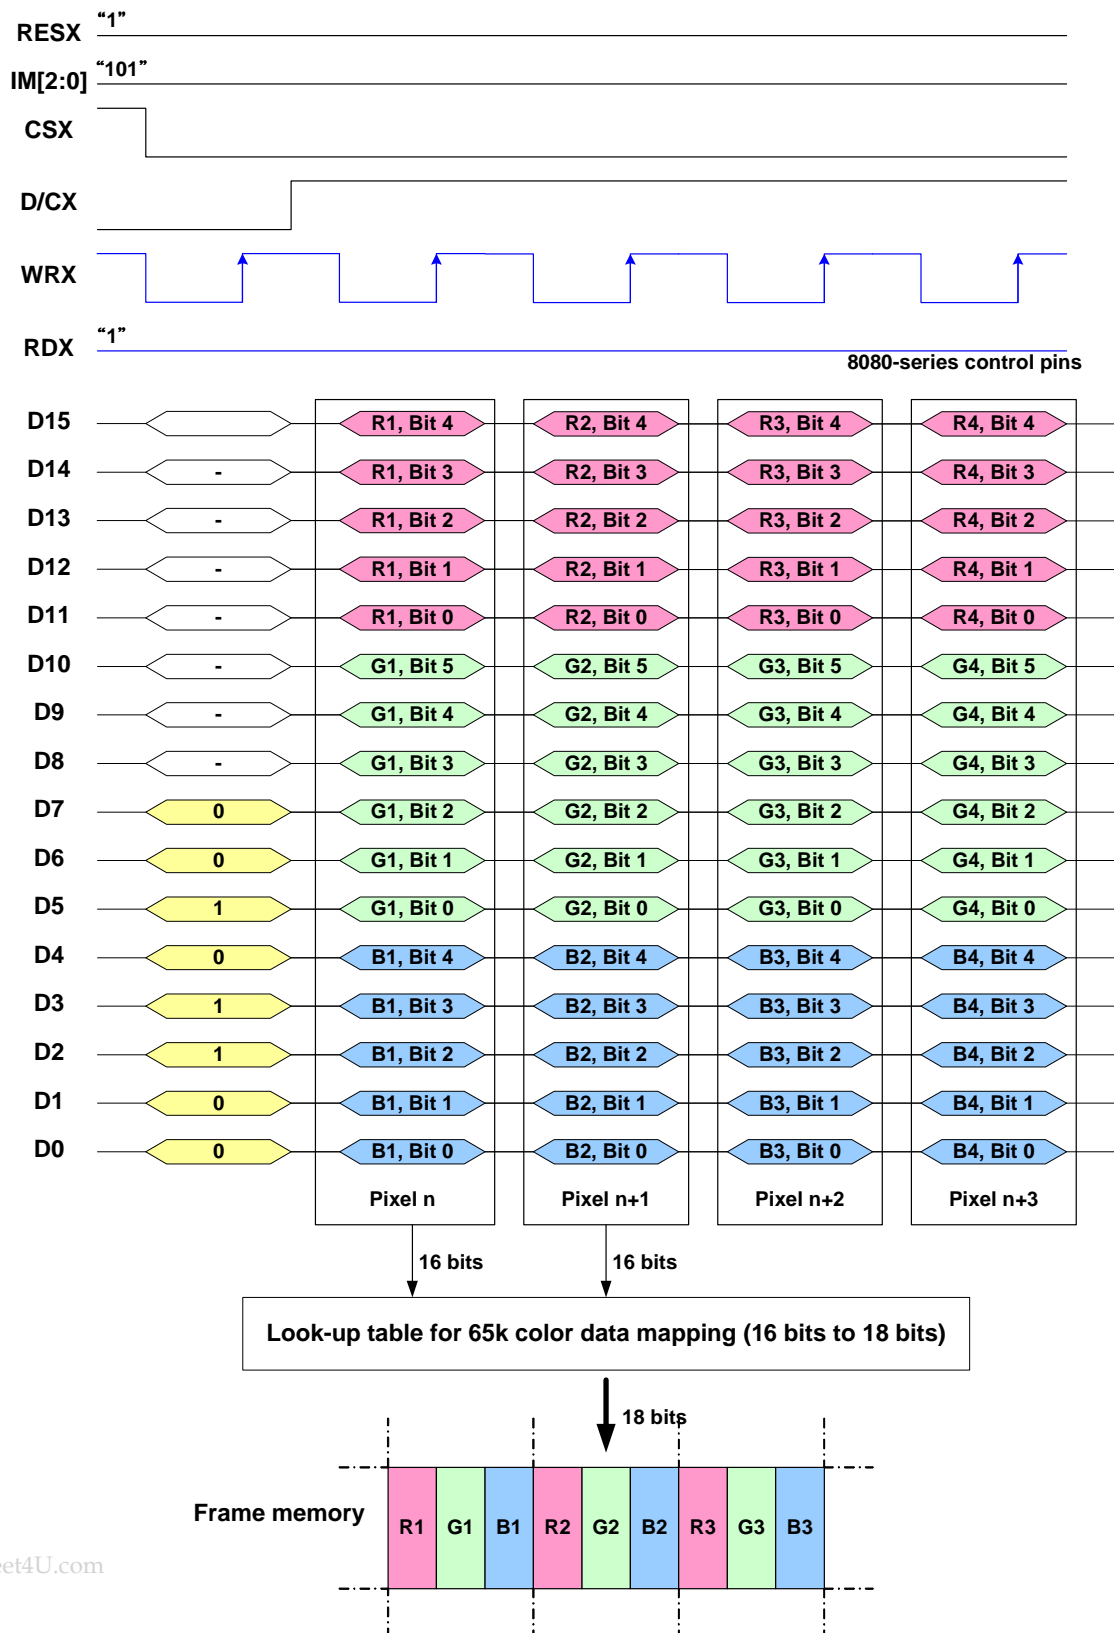 RESX "1"
IM[2:0] "101"
CSX
D/CX
WRX
RDX "1"
8080-series control pins
D15 R1, Bit 4 R2, Bit 4 R3, Bit 4 R4, Bit 4
D14 - R1, Bit 3 R2, Bit 3 R3, Bit 3 R4, Bit 3
D13 - R1, Bit 2 R2, Bit 2 R3, Bit 2 R4, Bit 2
D12 - R1, Bit 1 R2, Bit 1 R3, Bit 1 R4, Bit 1
D11 - R1, Bit 0 R2, Bit 0 R3, Bit 0 R4, Bit 0
D10 - G1, Bit 5 G2, Bit 5 G3, Bit 5 G4, Bit 5
D9 - G1, Bit 4 G2, Bit 4 G3, Bit 4 G4, Bit 4
D8 - G1, Bit 3 G2, Bit 3 G3, Bit 3 G4, Bit 3
D7 0 G1, Bit 2 G2, Bit 2 G3, Bit 2 G4, Bit 2
D6 0 G1, Bit 1 G2, Bit 1 G3, Bit 1 G4, Bit 1
D5 1 G1, Bit 0 G2, Bit 0 G3, Bit 0 G4, Bit 0
D4 0 B1, Bit 4 B2, Bit 4 B3, Bit 4 B4, Bit 4
D3 1 B1, Bit 3 B2, Bit 3 B3, Bit 3 B4, Bit 3
D2 1 B1, Bit 2 B2, Bit 2 B3, Bit 2 B4, Bit 2
D1 0 B1, Bit 1 B2, Bit 1 B3, Bit 1 B4, Bit 1
D0 0 B1, Bit 0 B2, Bit 0 B3, Bit 0 B4, Bit 0
Pixel n Pixel n+1 Pixel n+2 Pixel n+3
16 bits 16 bits
Look-up table for 65k color data mapping (16 bits to 18 bits)
18 bits
Frame memory R1 G1 B1 R2 G2 B2 R3 G3 B3
et4U.com